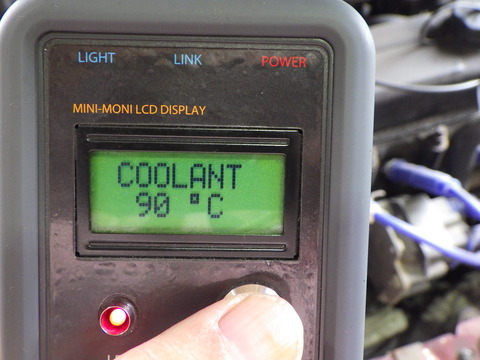 LIGHT LINK POWER
MINI-MONI LCD DISPLAY
COOLANT
90 °C